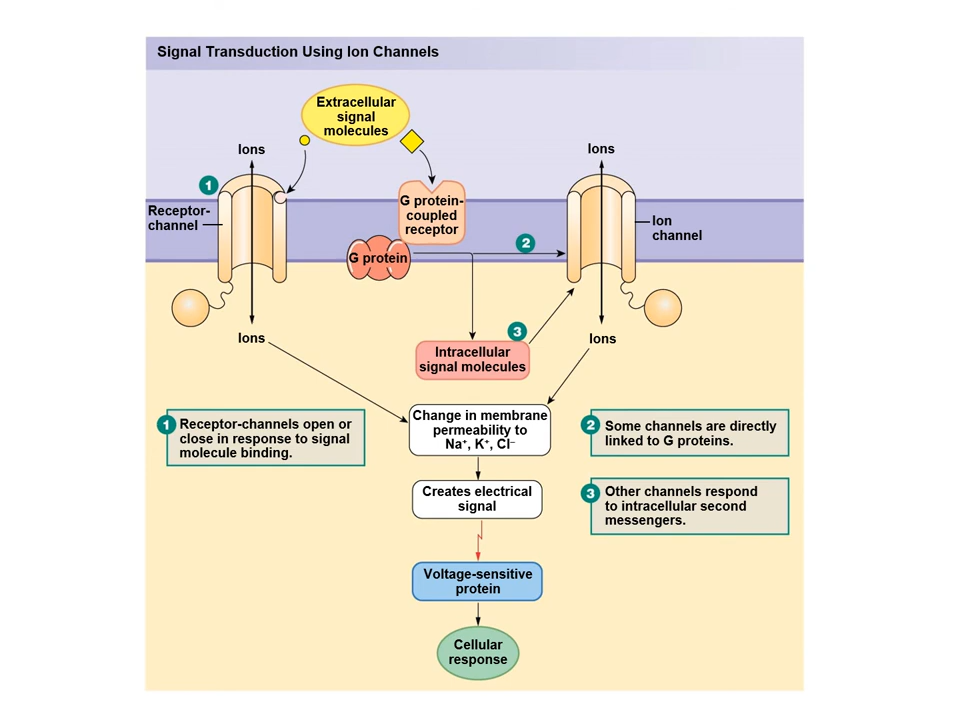 Signal Transduction Using Ion Channels
Extracellular
signal
molecules
Ions
Ions
1
Receptor-
channel
G protein-
coupled
receptor
Ion
channel
2
G protein
3
Ions
Ions
Intracellular
signal molecules
Change in membrane
permeability to
Na⁺, K⁺, Cl⁻
1 Receptor-channels open or
close in response to signal
molecule binding.
2 Some channels are directly
linked to G proteins.
Creates electrical
signal
3 Other channels respond
to intracellular second
messengers.
Voltage-sensitive
protein
Cellular
response